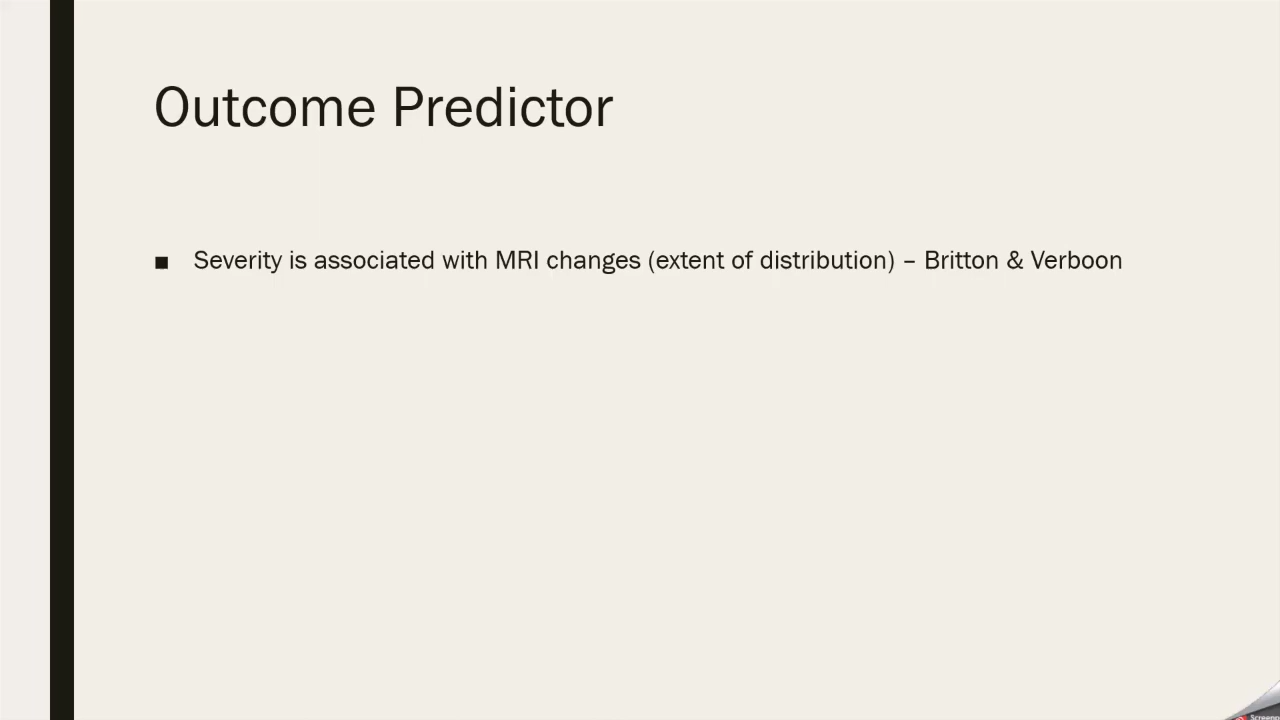 Outcome Predictor
■ Severity is associated with MRI changes (extent of distribution) – Britton & Verboon